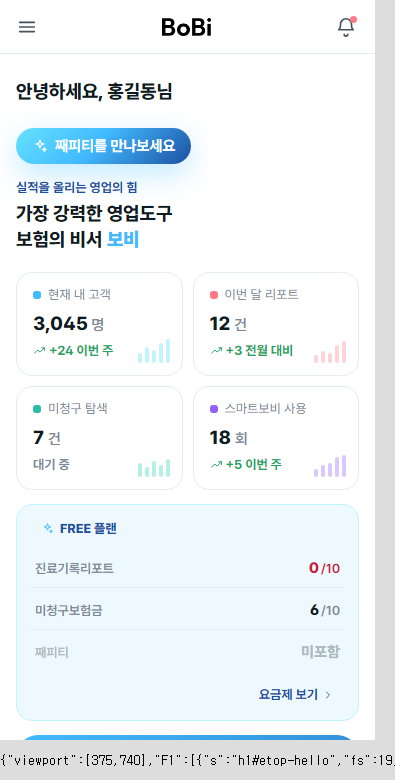 BoBi
안녕하세요, 홍길동님
째피티를 만나보세요
실적을 올리는 영업의 힘
가장 강력한 영업도구
보험의 비서 보비
현재 내 고객
3,045 명
+24 이번 주
이번 달 리포트
12 건
+3 전월 대비
미청구 탐색
7 건
대기 중
스마트보비 사용
18 회
+5 이번 주
FREE 플랜
진료기록리포트 0/10
미청구보험금 6/10
째피티 미포함
요금제 보기
{"viewport":[375,740],"F1":[{"s":"h1#etop-hello","fs":19,